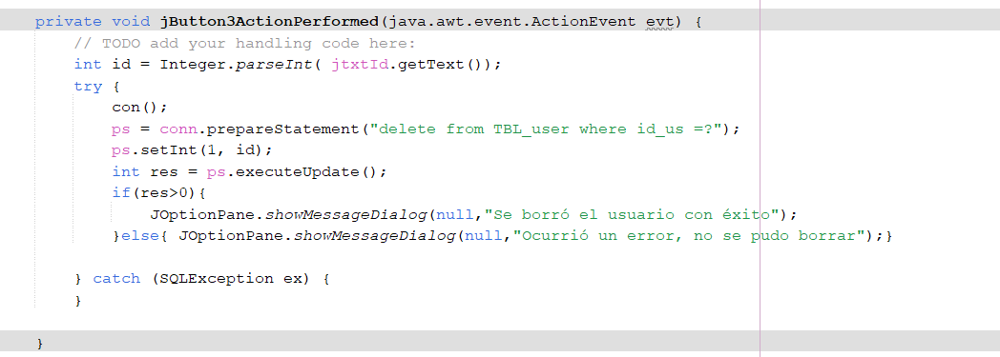 private void jButton3ActionPerformed(java.awt.event.ActionEvent evt) {
// TODO add your handling code here:
int id = Integer.parseInt( jtxtId.getText());
try {
con();
ps = conn.prepareStatement("delete from TBL_user where id_us =?");
ps.setInt(1, id);
int res = ps.executeUpdate();
if(res>0){
JOptionPane.showMessageDialog(null,"Se borró el usuario con éxito");
}else{ JOptionPane.showMessageDialog(null,"Ocurrió un error, no se pudo borrar");}
} catch (SQLException ex) {
}
}